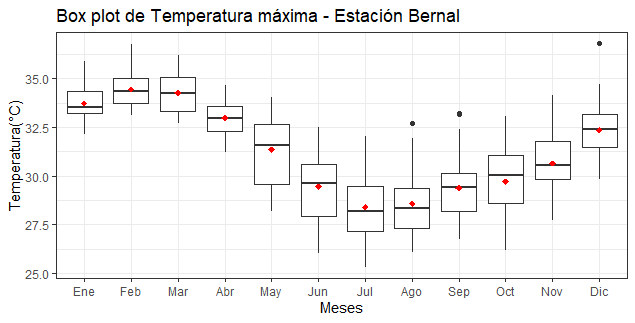 Box plot de Temperatura máxima - Estación Bernal
Temperatura(°C)
35.0
32.5
30.0
27.5
25.0
Ene Feb Mar Abr May Jun Jul Ago Sep Oct Nov Dic
Meses